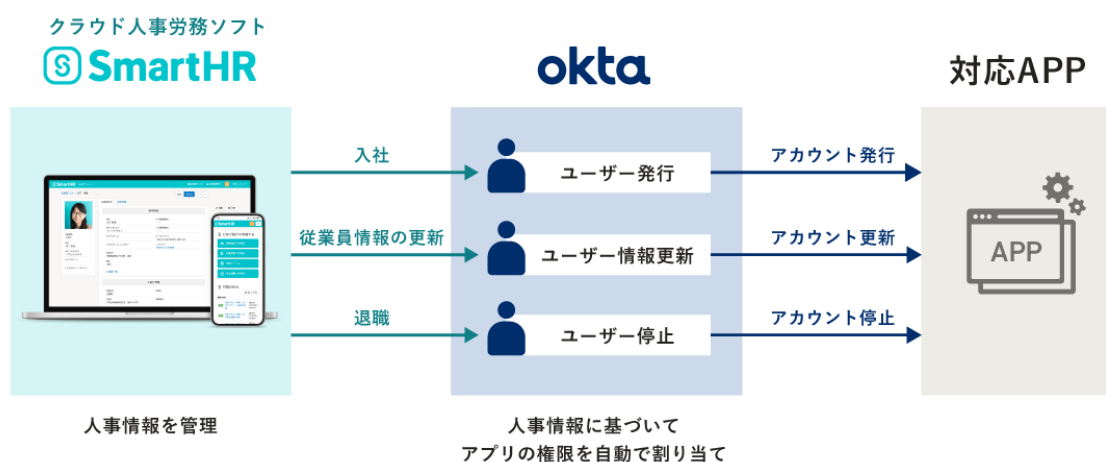 クラウド人事労務ソフト
SmartHR
okta
対応APP
入社
ユーザー発行
アカウント発行
従業員情報の更新
ユーザー情報更新
アカウント更新
APP
退職
ユーザー停止
アカウント停止
人事情報を管理
人事情報に基づいて
アプリの権限を自動で割り当て
SmartHR
SmartHR